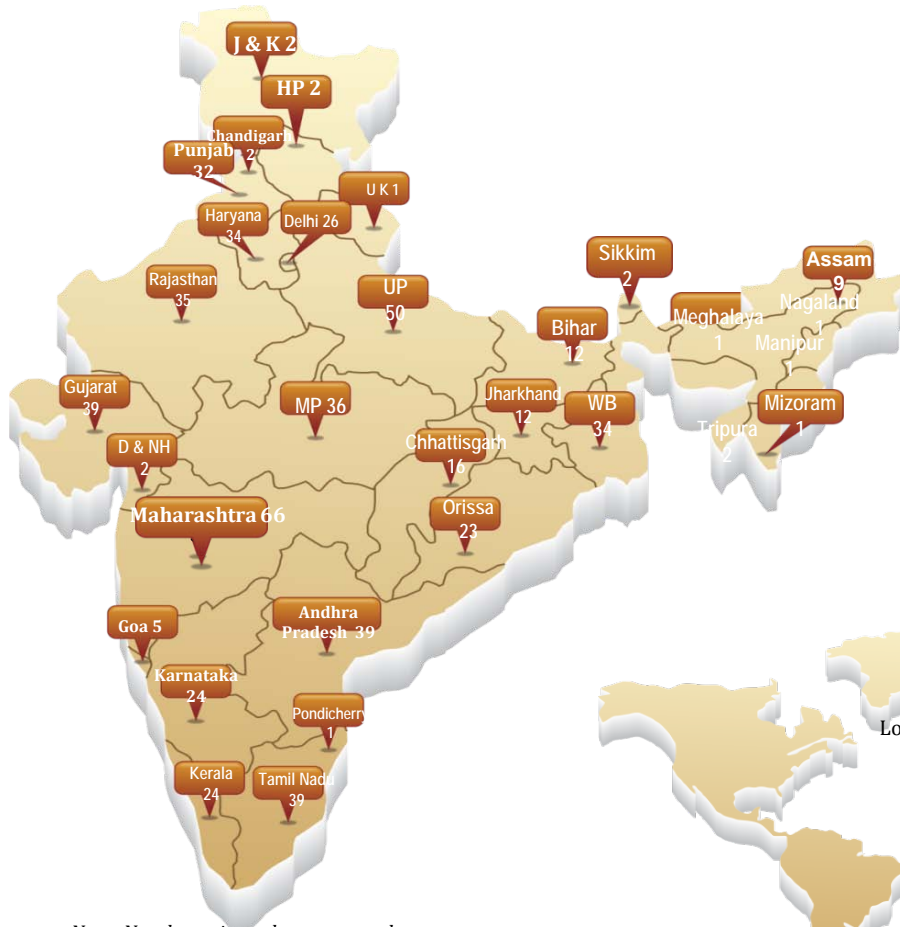 J & K 2
HP 2
Chandigarh
2
Punjab
32
U K 1
Haryana
34
Delhi 26
Sikkim
2
Assam
9
Rajasthan
35
UP
50
Meghalaya
1
Nagaland
1
Bihar
12
Manipur
1
Gujarat
39
MP 36
Jharkhand
12
WB
34
Mizoram
1
Tripura
2
D & NH
2
Chhattisgarh
16
Maharashtra 66
Orissa
23
Goa 5
Andhra
Pradesh 39
Karnataka
24
Pondicherry
1
Lo
Kerala
24
Tamil Nadu
39